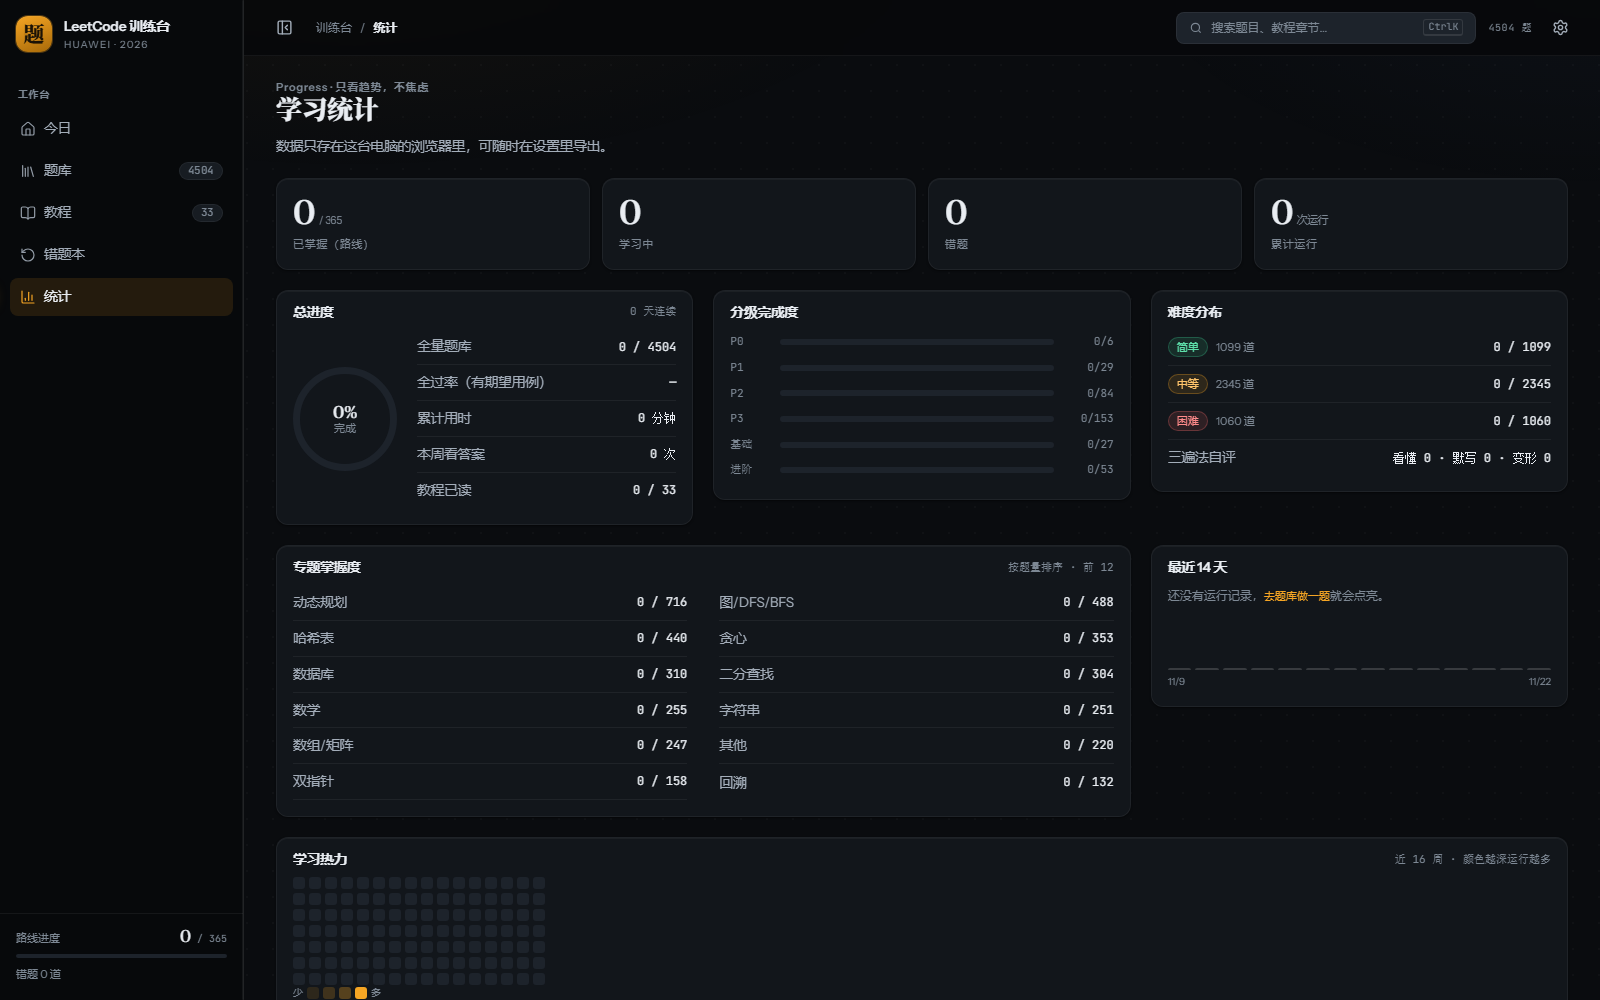 题
LeetCode 训练台
HUAWEI · 2026
工作台
今日
题库 4504
教程 33
错题本
统计
路线进度 0 / 365
错题 0 道
训练台 / 统计
搜索题目、教程章节... CtrlK
4504 题
Progress · 只看趋势，不焦虑
学习统计
数据只存在这台电脑的浏览器里，可随时在设置里导出。
0 / 365
已掌握（路线）
0
学习中
0
错题
0 次运行
累计运行
总进度 0 天连续
0%
完成
全量题库 0 / 4504
全过率（有期望用例） —
累计用时 0 分钟
本周看答案 0 次
教程已读 0 / 33
分级完成度
P0 0/6
P1 0/29
P2 0/84
P3 0/153
基础 0/27
进阶 0/53
难度分布
简单 1099 道 0 / 1099
中等 2345 道 0 / 2345
困难 1060 道 0 / 1060
三遍法自评 看懂 0 · 默写 0 · 变形 0
专题掌握度 按题量排序 · 前 12
动态规划 0 / 716
图/DFS/BFS 0 / 488
哈希表 0 / 440
贪心 0 / 353
数据库 0 / 310
二分查找 0 / 304
数学 0 / 255
字符串 0 / 251
数组/矩阵 0 / 247
其他 0 / 220
双指针 0 / 158
回溯 0 / 132
最近 14 天
还没有运行记录，去题库做一题就会点亮。
11/9 11/22
学习热力 近 16 周 · 颜色越深运行越多
少 多